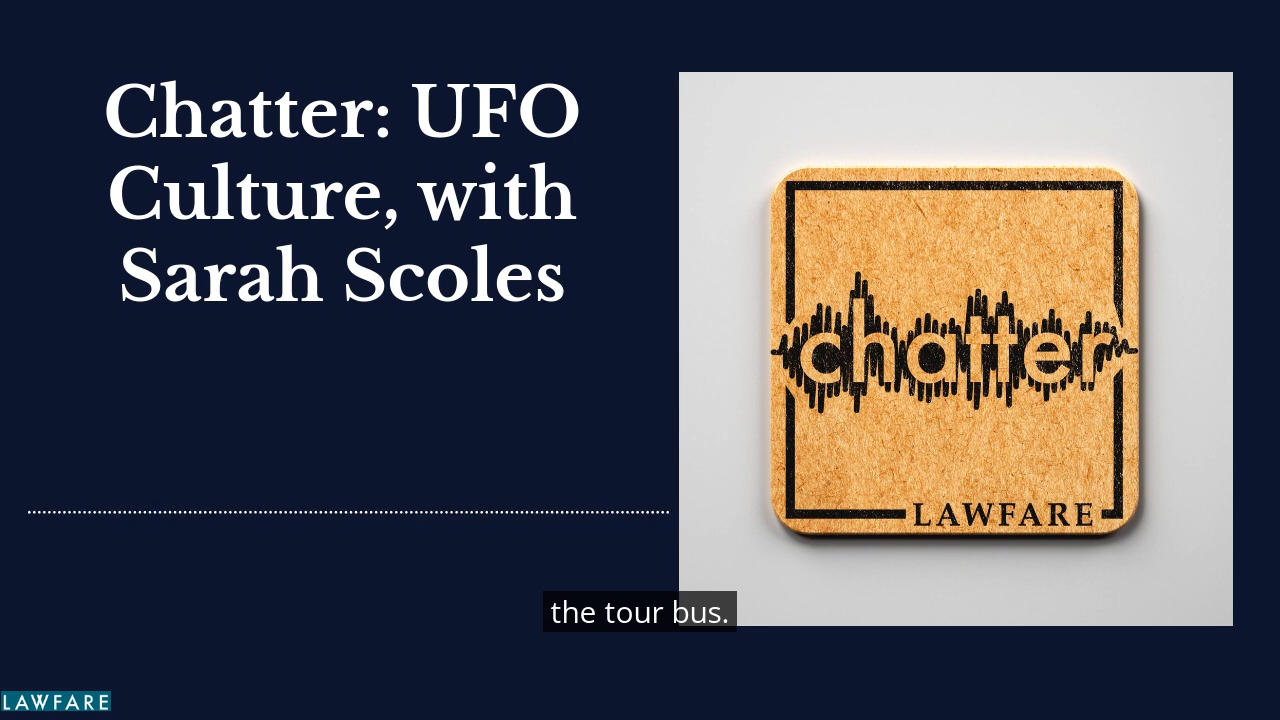 Chatter: UFO
Culture, with
Sarah Scoles
chatter
LAWFARE
the tour bus.
LAWFARE